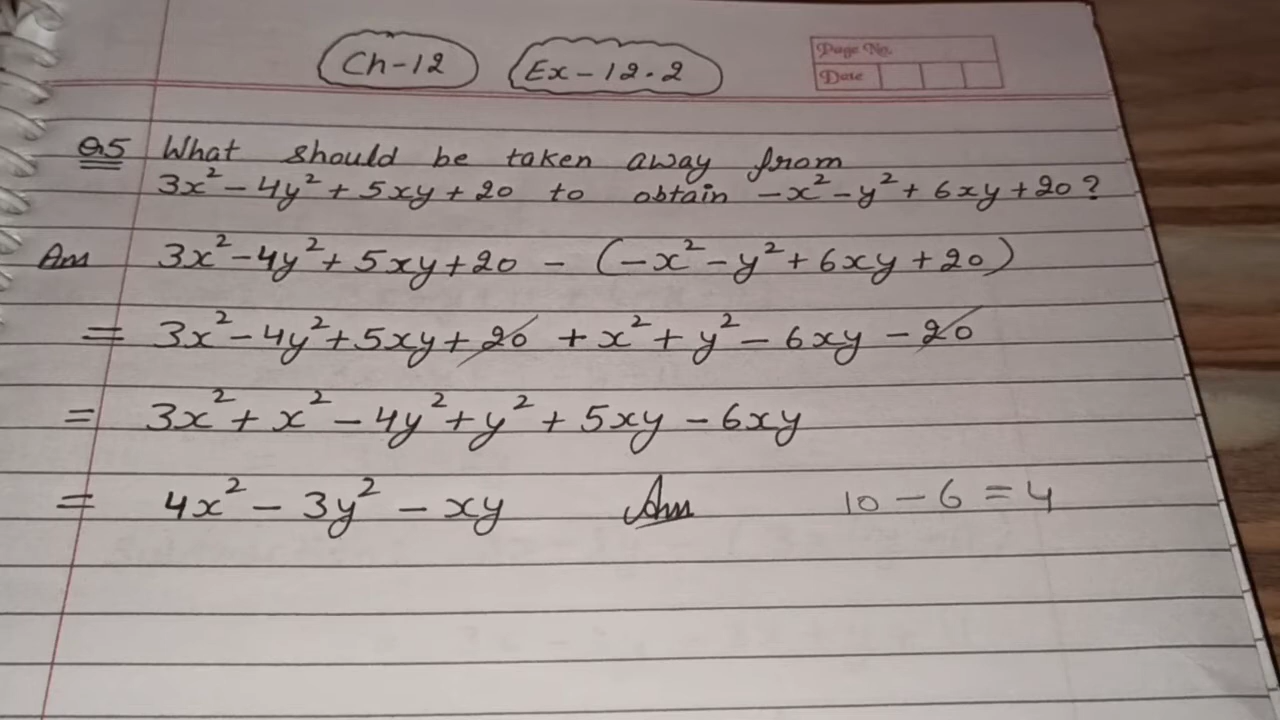 Ch-12 Ex-12.2
Page No.
Date
Q5 What should be taken away from
3x² - 4y² + 5xy + 20 to obtain -x² - y² + 6xy + 20?
Ans 3x² - 4y² + 5xy + 20 - (-x² - y² + 6xy + 20)
= 3x² - 4y² + 5xy + 20 + x² + y² - 6xy - 20
= 3x² + x² - 4y² + y² + 5xy - 6xy
= 4x² - 3y² - xy Ans 10 - 6 = 4